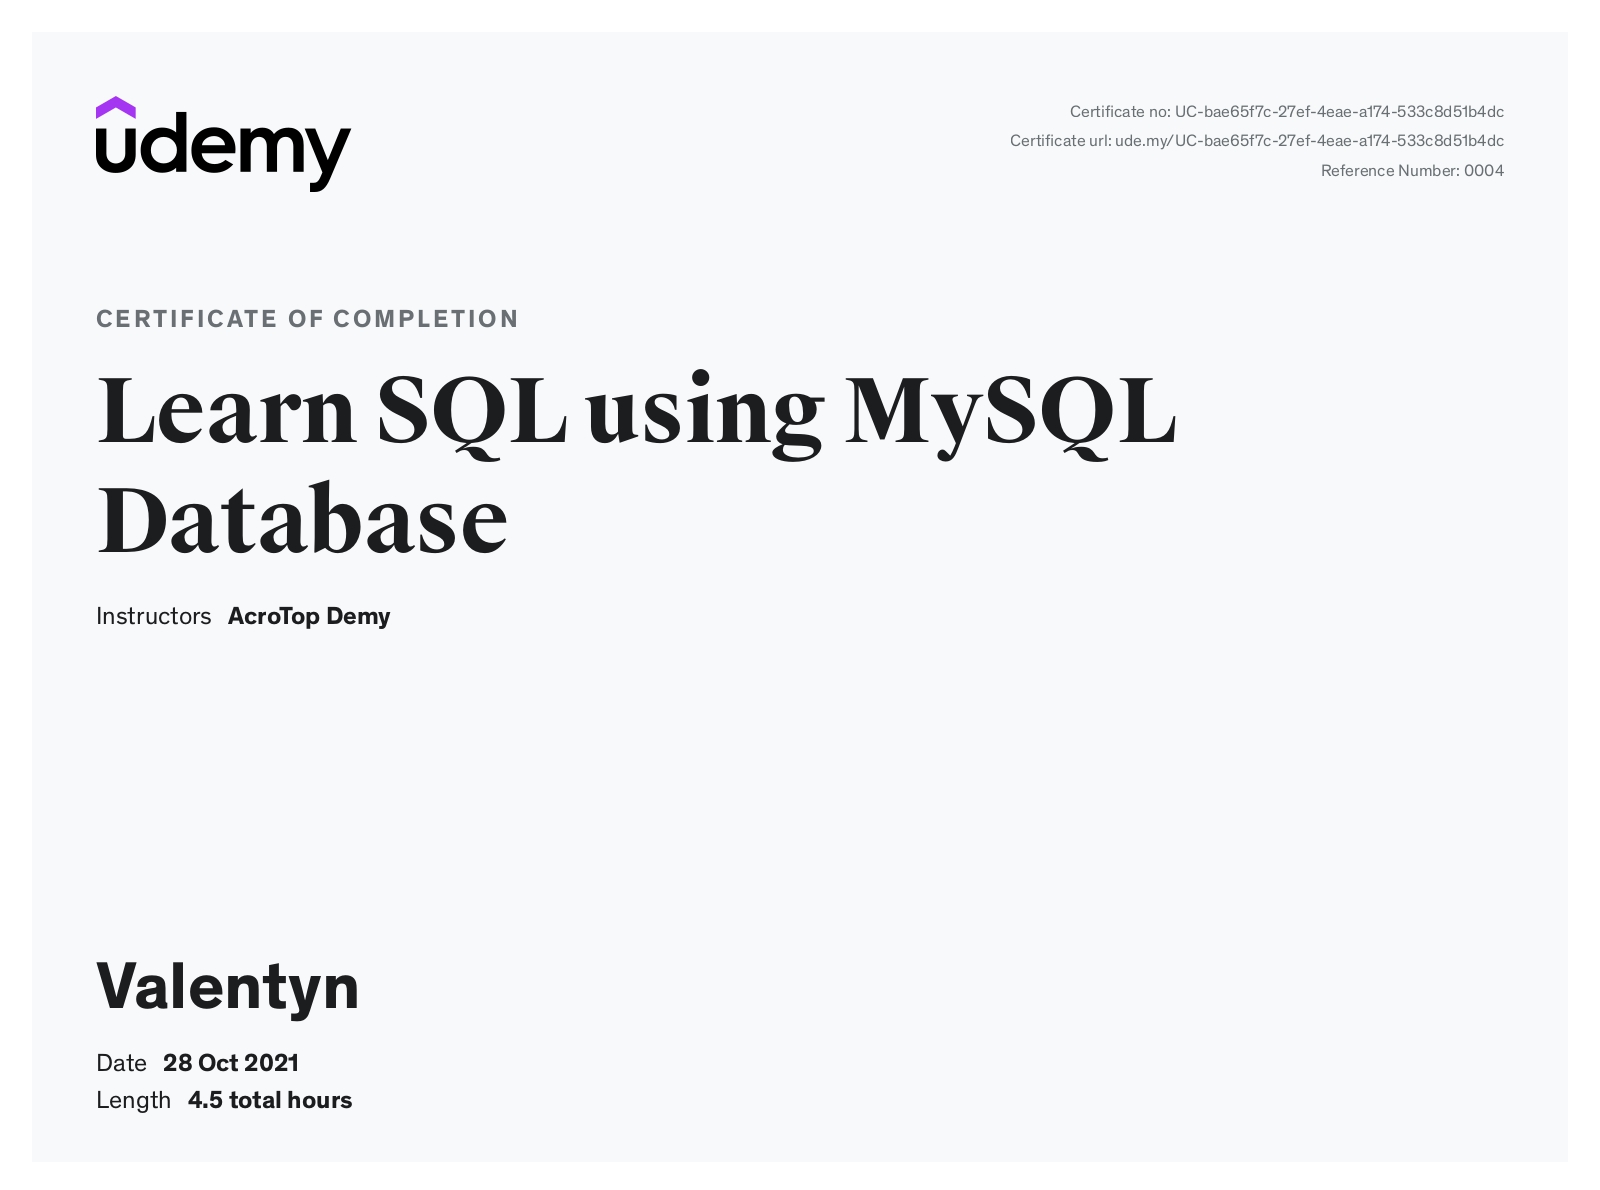 udemy
Certificate no: UC-bae65f7c-27ef-4eae-a174-533c8d51b4dc
Certificate url: ude.my/UC-bae65f7c-27ef-4eae-a174-533c8d51b4dc
Reference Number: 0004
CERTIFICATE OF COMPLETION
Learn SQL using MySQL
Database
Instructors AcroTop Demy
Valentyn
Date 28 Oct 2021
Length 4.5 total hours